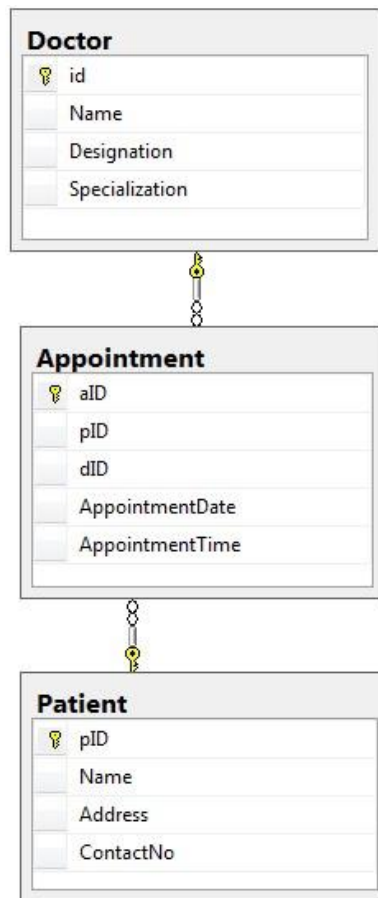 Doctor
id
Name
Designation
Specialization
Appointment
aID
pID
dID
AppointmentDate
AppointmentTime
Patient
pID
Name
Address
ContactNo